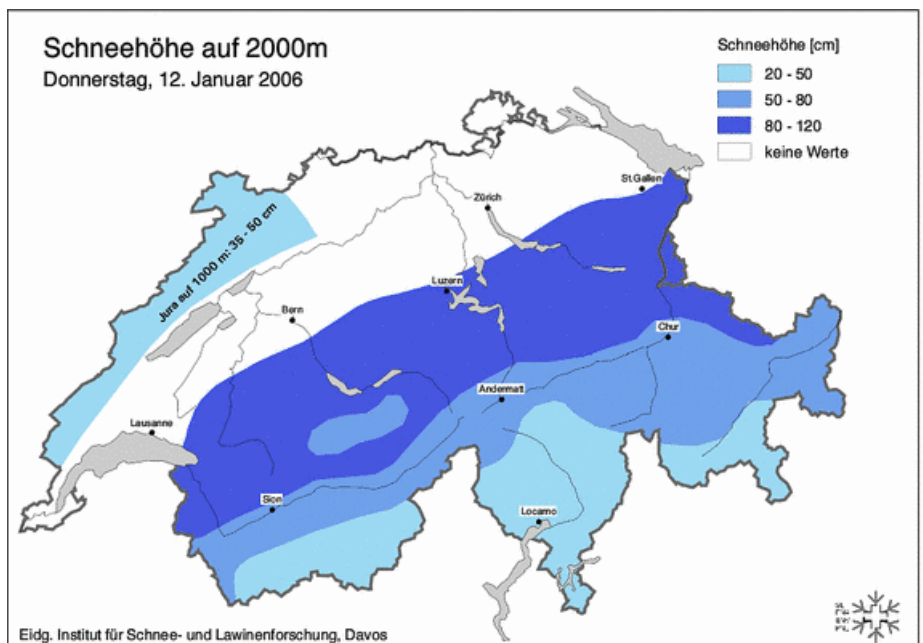 Schneehöhe auf 2000m
Donnerstag, 12. Januar 2006
Schneehöhe [cm]
20 - 50
50 - 80
80 - 120
keine Werte
St.Gallen
Zürich
Jura auf 1000 m: 35 - 50 cm
Luzern
Bern
Chur
Andermatt
Lausanne
Sion
Locarno
Eidg. Institut für Schnee- und Lawinenforschung, Davos